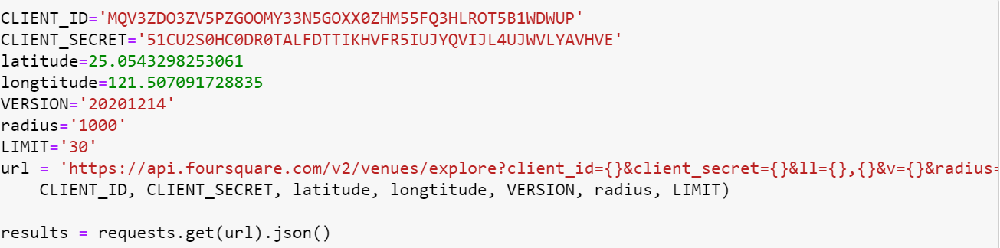 CLIENT_ID='MQV3ZDO3ZV5PZGOOMY33N5GOXX0ZHM55FQ3HLROT5B1WDWUP'
CLIENT_SECRET='51CU2S0HC0DR0TALFDTTIKHVFR5IUJYQVIJL4UJWVLYAVHVE'
latitude=25.0543298253061
longtitude=121.507091728835
VERSION='20201214'
radius='1000'
LIMIT='30'
url = 'https://api.foursquare.com/v2/venues/explore?client_id={}&client_secret={}&ll={},{}&v={}&radius=
CLIENT_ID, CLIENT_SECRET, latitude, longtitude, VERSION, radius, LIMIT)
results = requests.get(url).json()